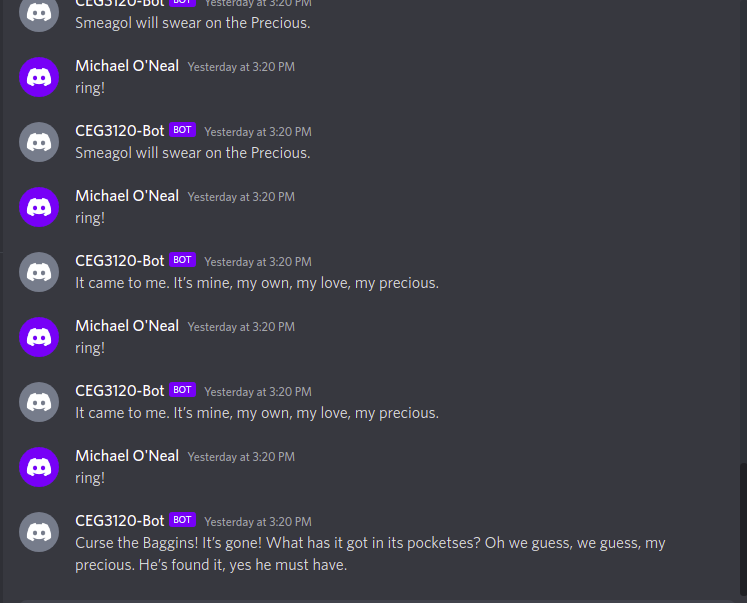 CEG3120-Bot BOT Yesterday at 3:20 PM
Smeagol will swear on the Precious.
Michael O'Neal Yesterday at 3:20 PM
ring!
CEG3120-Bot BOT Yesterday at 3:20 PM
Smeagol will swear on the Precious.
Michael O'Neal Yesterday at 3:20 PM
ring!
CEG3120-Bot BOT Yesterday at 3:20 PM
It came to me. It’s mine, my own, my love, my precious.
Michael O'Neal Yesterday at 3:20 PM
ring!
CEG3120-Bot BOT Yesterday at 3:20 PM
It came to me. It’s mine, my own, my love, my precious.
Michael O'Neal Yesterday at 3:20 PM
ring!
CEG3120-Bot BOT Yesterday at 3:20 PM
Curse the Baggins! It’s gone! What has it got in its pocketses? Oh we guess, we guess, my
precious. He’s found it, yes he must have.